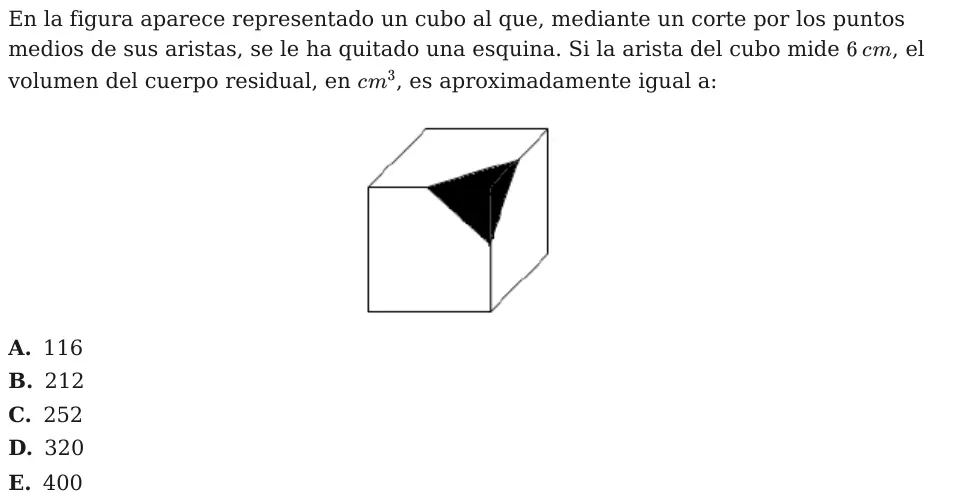 En la figura aparece representado un cubo al que, mediante un corte por los puntos
medios de sus aristas, se le ha quitado una esquina. Si la arista del cubo mide 6 cm, el
volumen del cuerpo residual, en cm³, es aproximadamente igual a:
A. 116
B. 212
C. 252
D. 320
E. 400